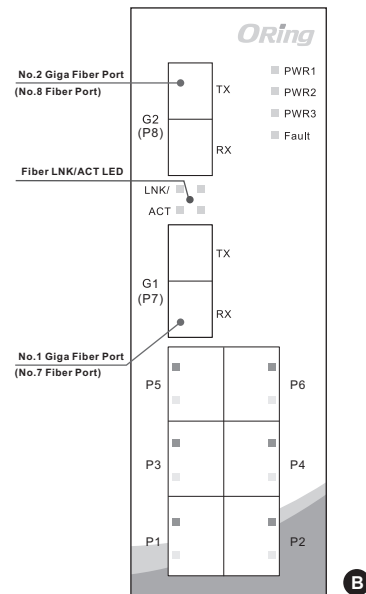 ORing
No.2 Giga Fiber Port
(No.8 Fiber Port)
TX
PWR1
PWR2
PWR3
Fault
G2
(P8)
RX
Fiber LNK/ACT LED
LNK/
ACT
TX
G1
(P7)
RX
No.1 Giga Fiber Port
(No.7 Fiber Port)
P5
P6
P3
P4
P1
P2
B